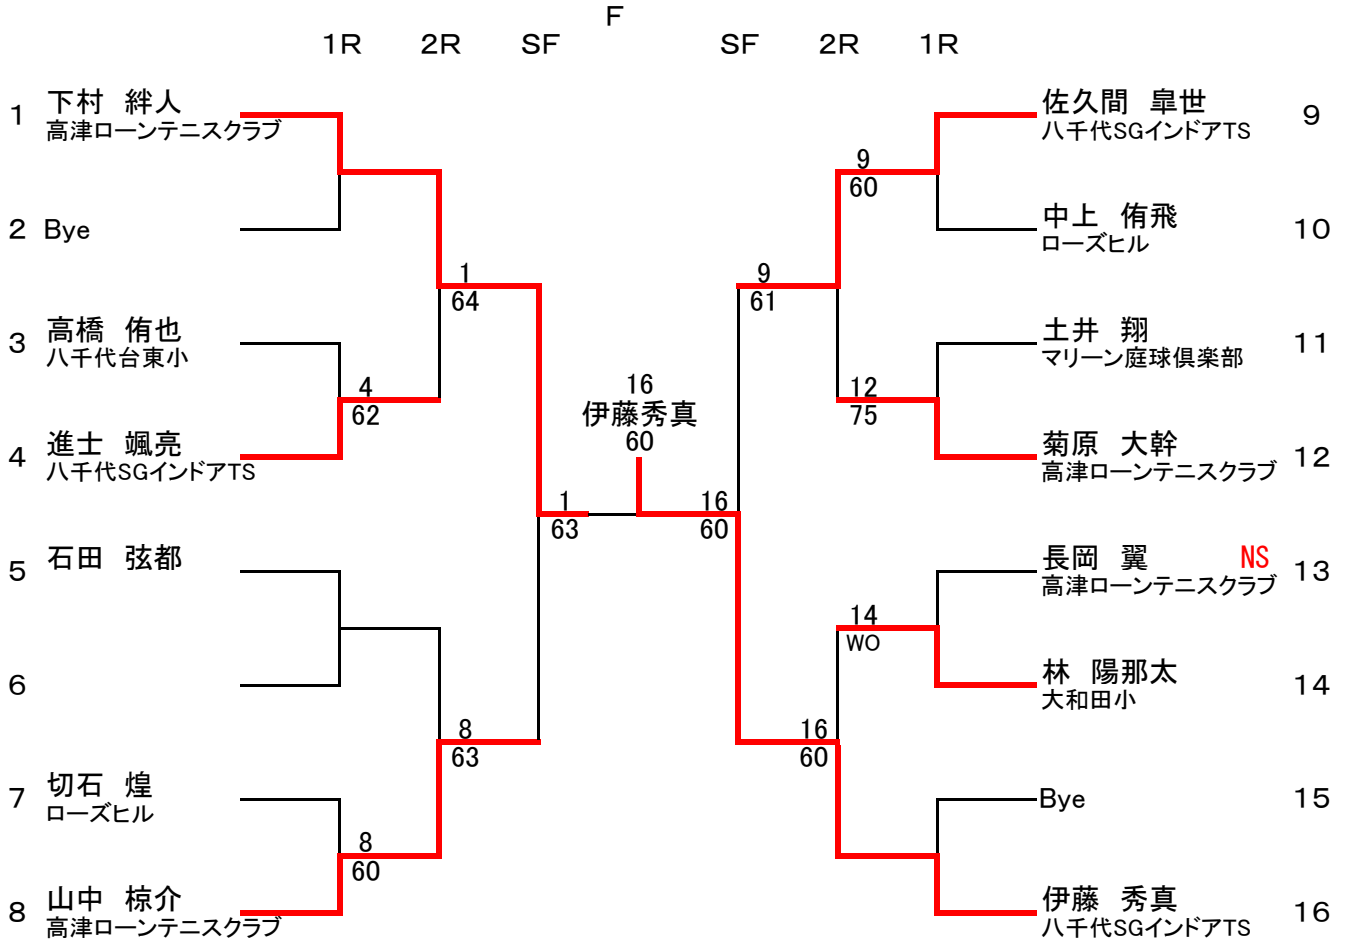 F
1R 2R SF SF 2R 1R
1 下村 絆人
高津ローンテニスクラブ
2 Bye
3 高橋 侑也
八千代台東小
4 進士 颯亮
八千代SGインドアTS
5 石田 弦都
6
7 切石 煌
ローズヒル
8 山中 椋介
高津ローンテニスクラブ
4
62
8
60
1
64
8
63
1
63
16
伊藤秀真
60
16
60
9
61
16
60
9
60
12
75
14
WO
佐久間 皐世 9
八千代SGインドアTS
中上 侑飛 10
ローズヒル
土井 翔 11
マリーン庭球倶楽部
菊原 大幹 12
高津ローンテニスクラブ
長岡 翼 NS 13
高津ローンテニスクラブ
林 陽那太 14
大和田小
Bye 15
伊藤 秀真 16
八千代SGインドアTS